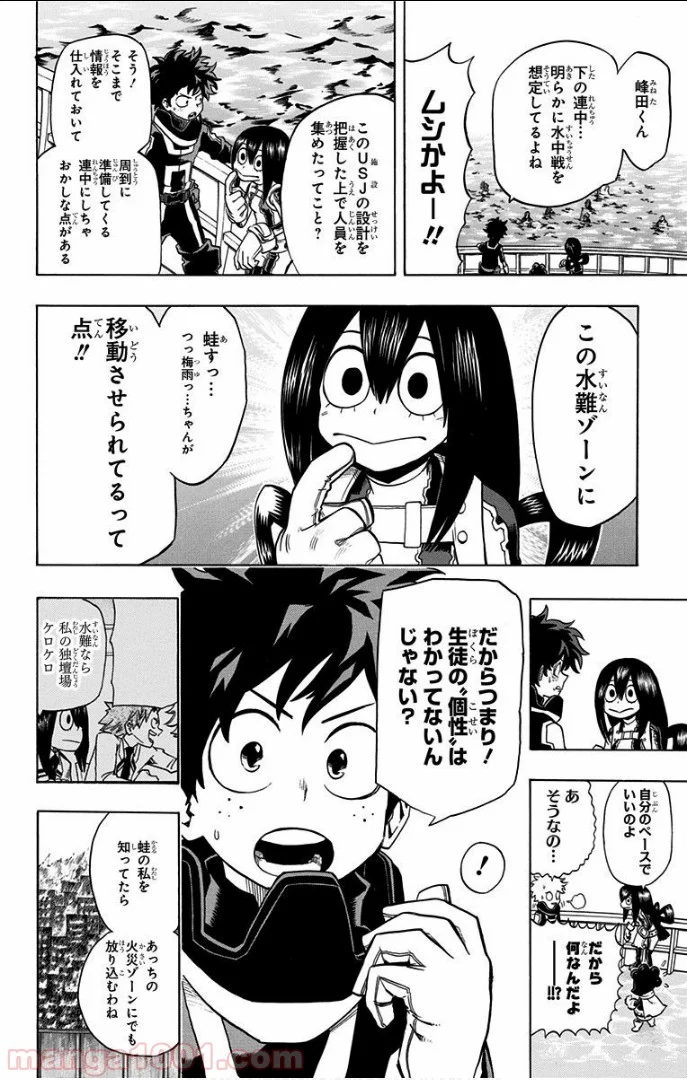 峰田くん
下の連中…
明らかに水中戦を
想定してるよね
ムシかよー!!
この施設USJの設計を
把握した上で人員を
集めたってこと?
そう!
そこまで
情報を
仕入れておいて
周到に
準備してくる
連中にしちゃ
おかしな点がある
この水難ゾーンに
蛙すっ…
つっ梅雨っ…ちゃんが
移動させられてるって
点!!
自分のペースで
いいのよ
あ
そうなの…
だから
何なんだよ
――!!?
だからつまり!
生徒の“個性”は
わかってないん
じゃない?
!
水難なら
私の独壇場
ケロケロ
蛙の私を
知ってたら
あっちの
火災ゾーンにでも
放り込むわね
manga1001.com